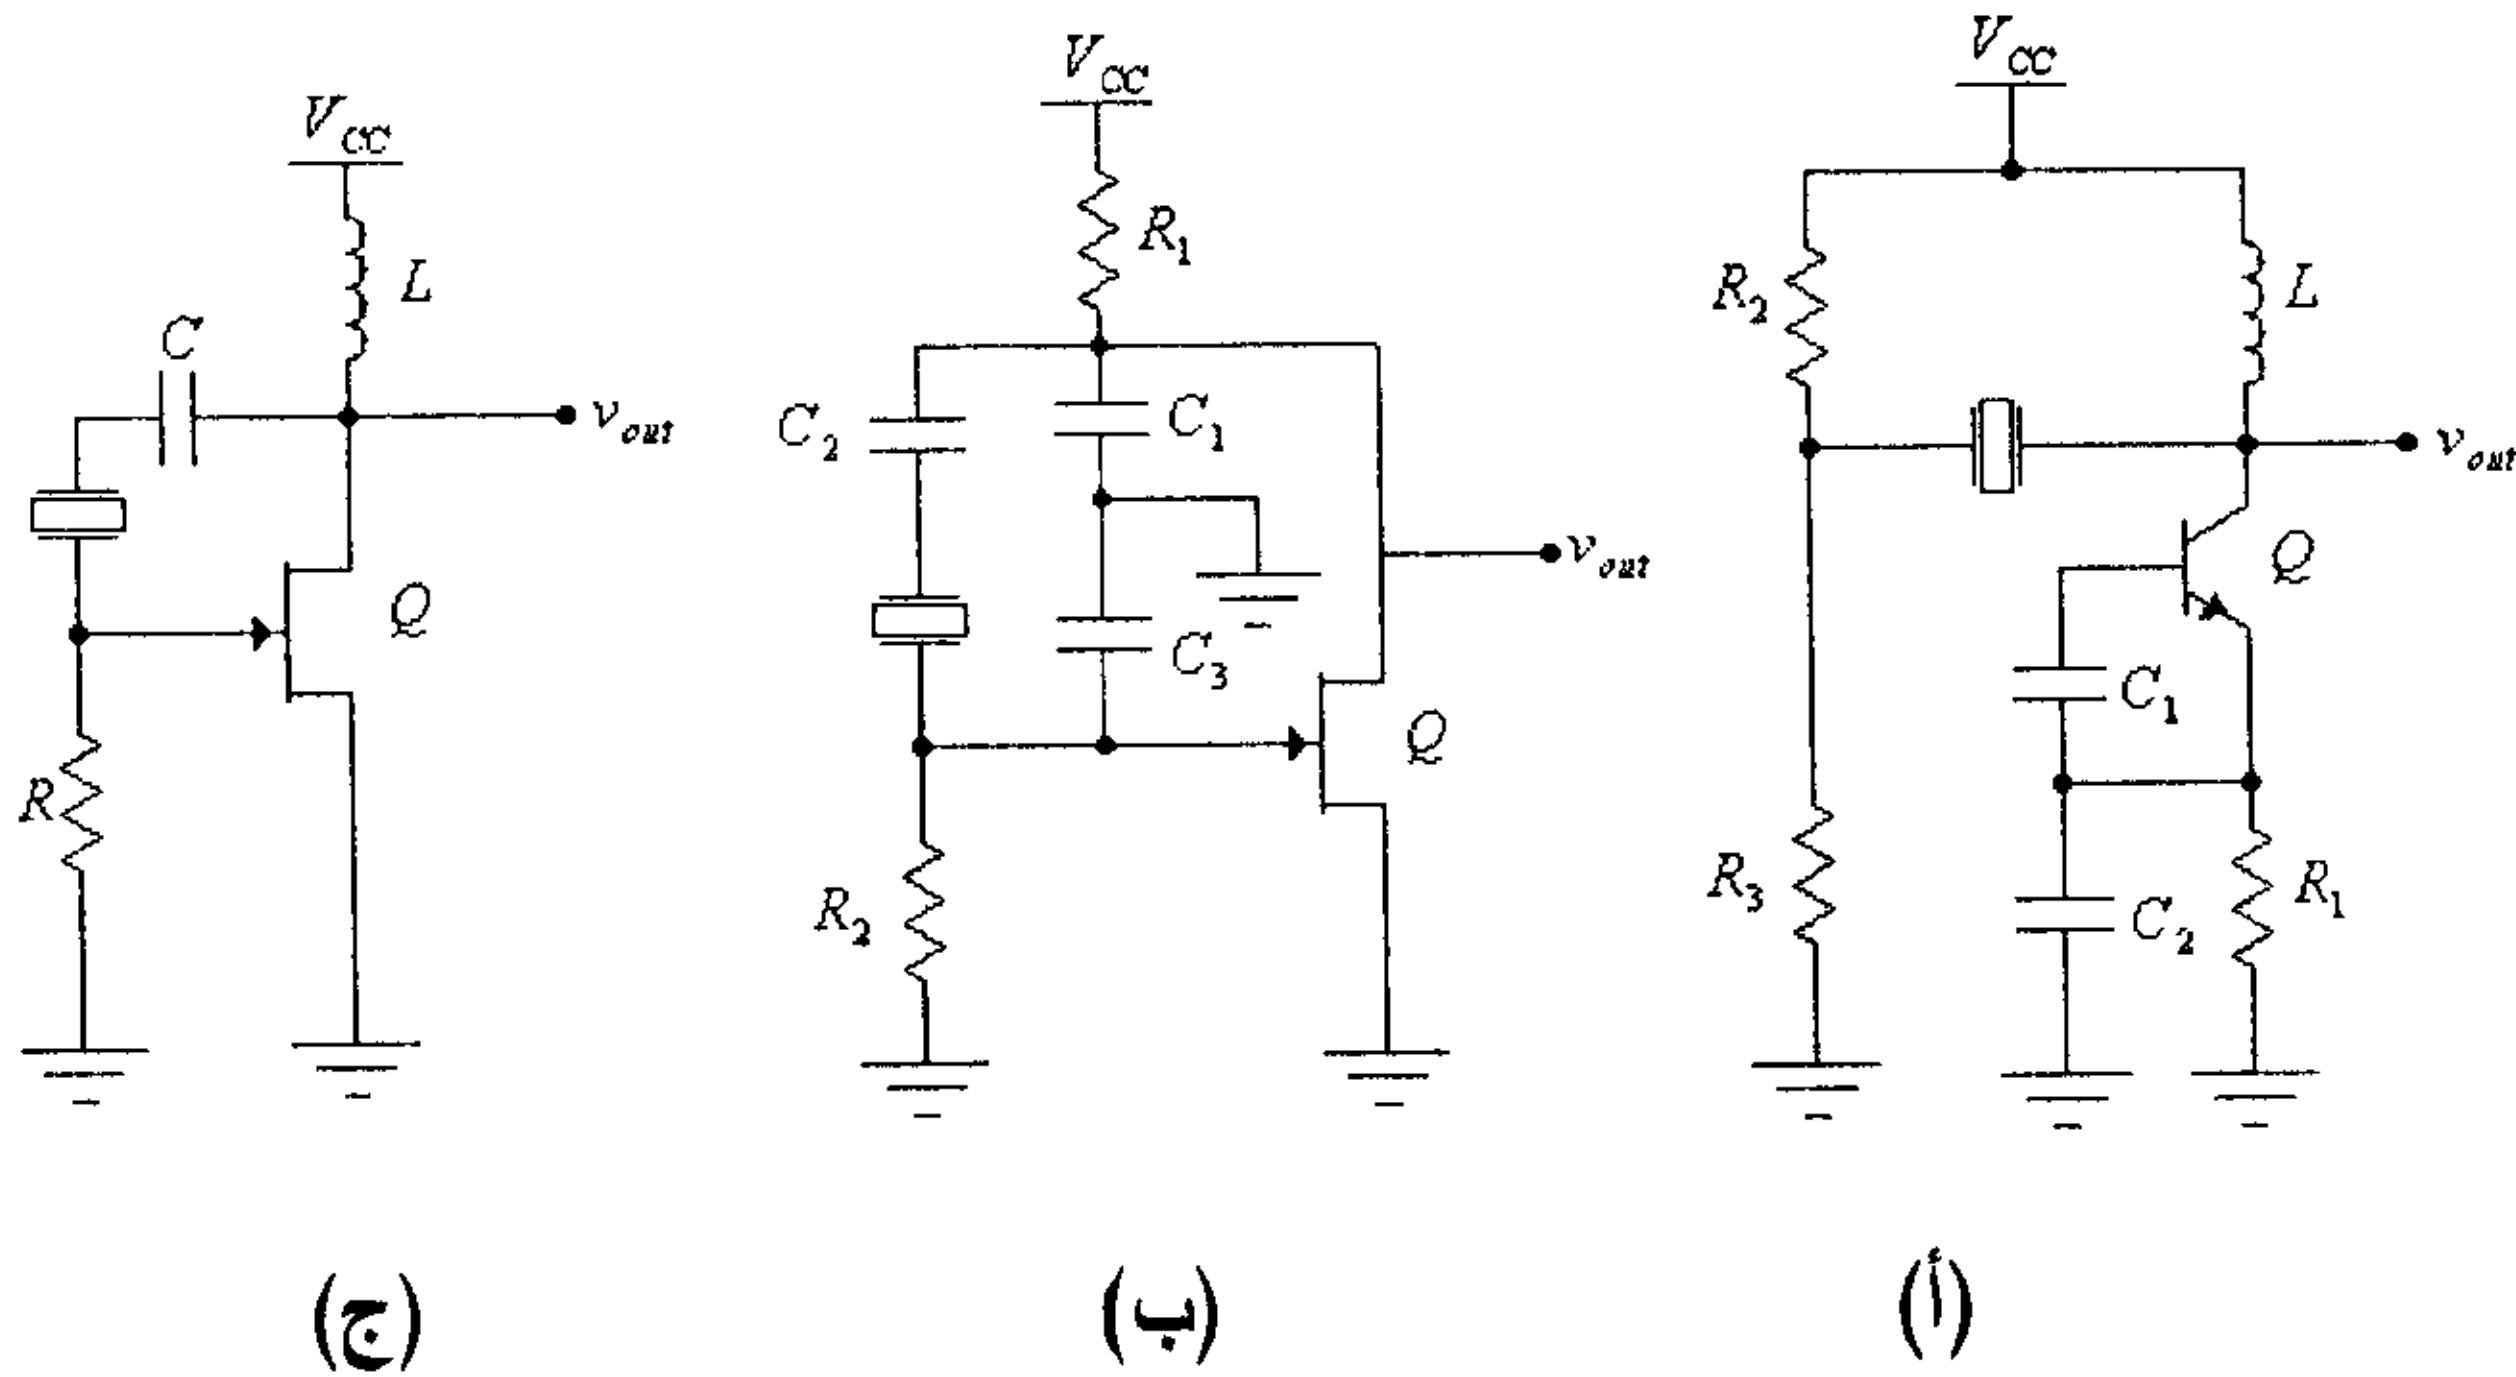 V_CC
R_2
L
v_out
Q
C_1
R_3
C_2
R_1
(أ)
V_CC
R_1
C_2
C_1
v_out
C_3
Q
R_2
(ب)
V_CC
L
C
v_out
Q
R
(ج)